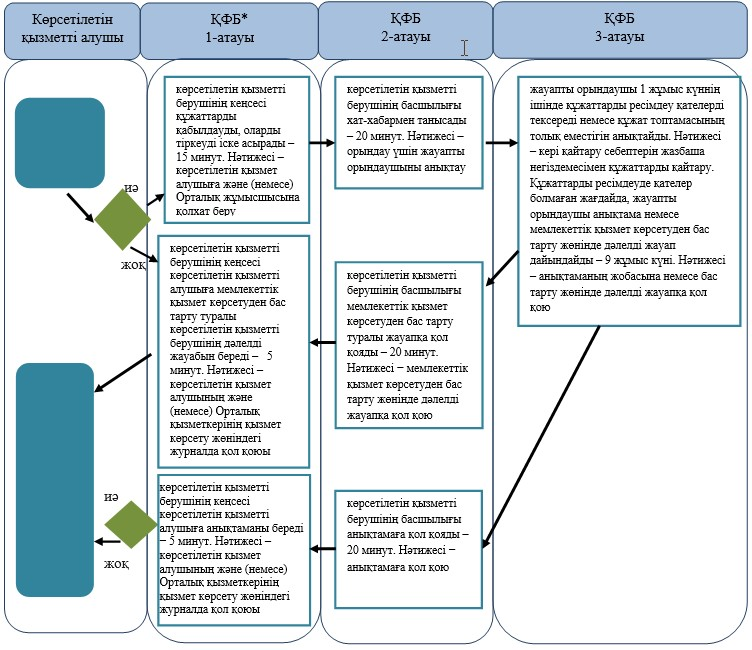 Көрсетілетін
қызметті алушы
ҚФБ*
1-атауы
ҚФБ
2-атауы
ҚФБ
3-атауы
көрсетілетін қызметті
берушінің кеңсесі
құжаттарды
қабылдауды, оларды
тіркеуді іске асырады –
15 минут. Нәтижесі –
көрсетілетін қызмет
алушыға және (немесе)
Орталық жұмысшысына
қолхат беру
көрсетілетін қызметті
берушінің басшылығы
хат-хабармен танысады
– 20 минут. Нәтижесі –
орындау үшін жауапты
орындаушыны анықтау
жауапты орындаушы 1 жұмыс күннің
ішінде құжаттарды ресімдеу қателерді
тексереді немесе құжат топтамасының
толық еместігін анықтайды. Нәтижесі
– кері қайтару себептерін жазбаша
негіздемесімен құжаттарды қайтару.
Құжаттарды ресімдеуде қателер
болмаған жағдайда, жауапты
орындаушы анықтама немесе
мемлекеттік қызмет көрсетуден бас
тарту жөнінде дәлелді жауап
дайындайды – 9 жұмыс күні. Нәтижесі
– анықтаманың жобасына немесе бас
тарту жөнінде дәлелді жауапқа қол
қою
иә
жоқ
көрсетілетін қызметті
берушінің кеңсесі
көрсетілетін қызметті
алушыға мемлекеттік
қызмет көрсетуден бас
тарту туралы
көрсетілетін қызметті
берушінің дәлелді
жауабын береді – 5
минут. Нәтижесі –
көрсетілетін қызмет
алушының және
(немесе) Орталық
қызметкерінің қызмет
көрсету жөніндегі
журналда қол қоюы
көрсетілетін қызметті
берушінің басшылығы
мемлекеттік қызмет
көрсетуден бас тарту
туралы жауапқа қол
қояды – 20 минут.
Нәтижесі – мемлекеттік
қызмет көрсетуден бас
тарту жөнінде дәлелді
жауапқа қол қою
иә
жоқ
көрсетілетін қызметті
берушінің кеңсесі
көрсетілетін қызметті
алушыға анықтаманы береді
– 5 минут. Нәтижесі –
көрсетілетін қызмет
алушының және (немесе)
Орталық қызметкерінің
қызмет көрсету жөніндегі
журналда қол қоюы
көрсетілетін қызметті
берушінің басшылығы
анықтамаға қол қояды –
20 минут. Нәтижесі –
анықтамаға қол қою